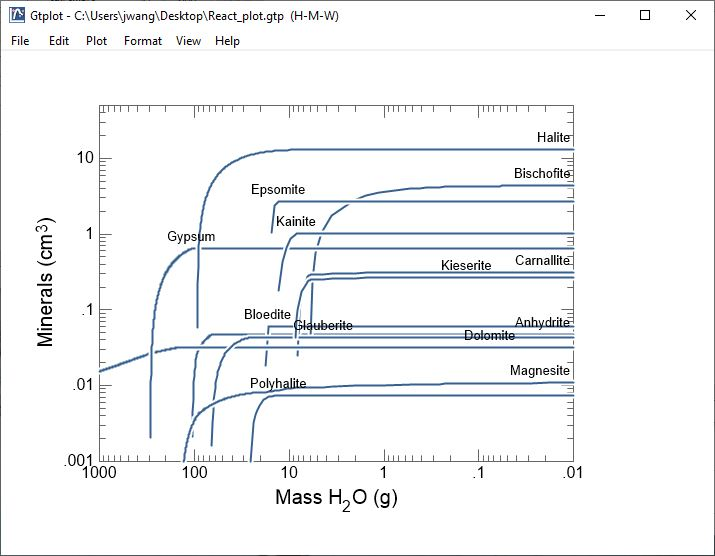 Gtplot - C:\Users\jwang\Desktop\React_plot.gtp (H-M-W)
File Edit Plot Format View Help
Halite
10
Bischofite
Epsomite
Kainite
1
Gypsum
Carnallite
Kieserite
Minerals (cm3)
.1
Bloedite
Anhydrite
Glauberite
Dolomite
Magnesite
.01
Polyhalite
.001
1000 100 10 1 .1 .01
Mass H2O (g)